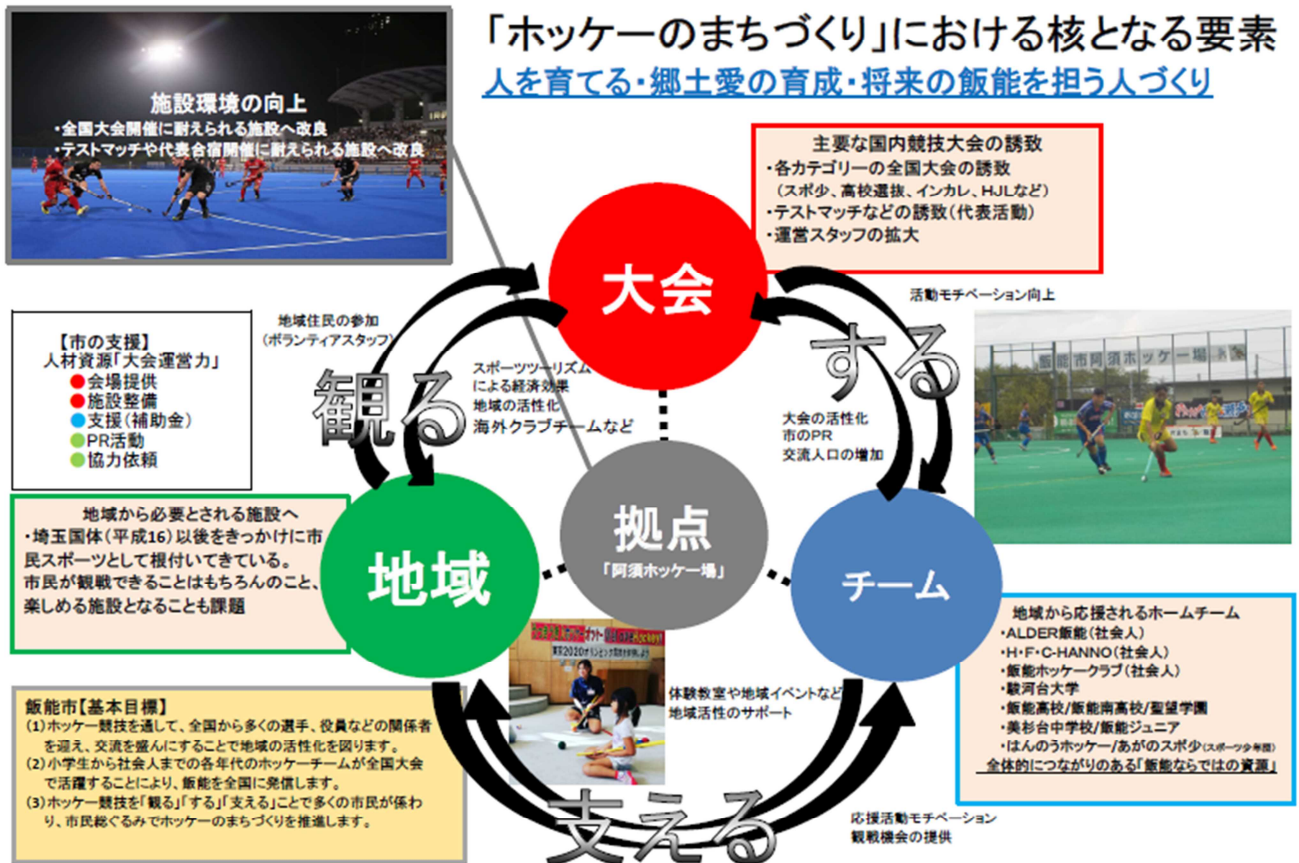 「ホッケーのまちづくり」における核となる要素
人を育てる・郷土愛の育成・将来の飯能を担う人づくり
施設環境の向上
・全国大会開催に耐えられる施設へ改良
・テストマッチや代表合宿開催に耐えられる施設へ改良
主要な国内競技大会の誘致
・各カテゴリーの全国大会の誘致
(スポ少、高校選抜、インカレ、HJLなど)
・テストマッチなどの誘致(代表活動)
・運営スタッフの拡大
大会
活動モチベーション向上
地域住民の参加
(ボランティアスタッフ)
観る
スポーツツーリズム
による経済効果
地域の活性化
海外クラブチームなど
する
大会の活性化
市のPR
交流人口の増加
飯能市阿須ホッケー場
【市の支援】
人材資源「大会運営力」
●会場提供
●施設整備
●支援(補助金)
●PR活動
●協力依頼
地域から必要とされる施設へ
・埼玉国体(平成16)以後をきっかけに市
民スポーツとして根付いてきている。
市民が観戦できることはもちろんのこと、
楽しめる施設となることも課題
地域
拠点
「阿須ホッケー場」
チーム
地域から応援されるホームチーム
・ALDER飯能(社会人)
・H・F・C-HANNO(社会人)
・飯能ホッケークラブ(社会人)
・駿河台大学
・飯能高校/飯能南高校/聖望学園
・美杉台中学校/飯能ジュニア
・はんのうホッケー/あがのスポ少(スポーツ少年団)
全体的につながりのある「飯能ならではの資源」
体験教室や地域イベントなど
地域活性のサポート
飯能市【基本目標】
(1)ホッケー競技を通して、全国から多くの選手、役員などの関係者
を迎え、交流を盛んにすることで地域の活性化を図ります。
(2)小学生から社会人までの各年代のホッケーチームが全国大会
で活躍することにより、飯能を全国に発信します。
(3)ホッケー競技を「観る」「する」「支える」ことで多くの市民が係わ
り、市民総ぐるみでホッケーのまちづくりを推進します。
支える
応援活動モチベーション
観戦機会の提供